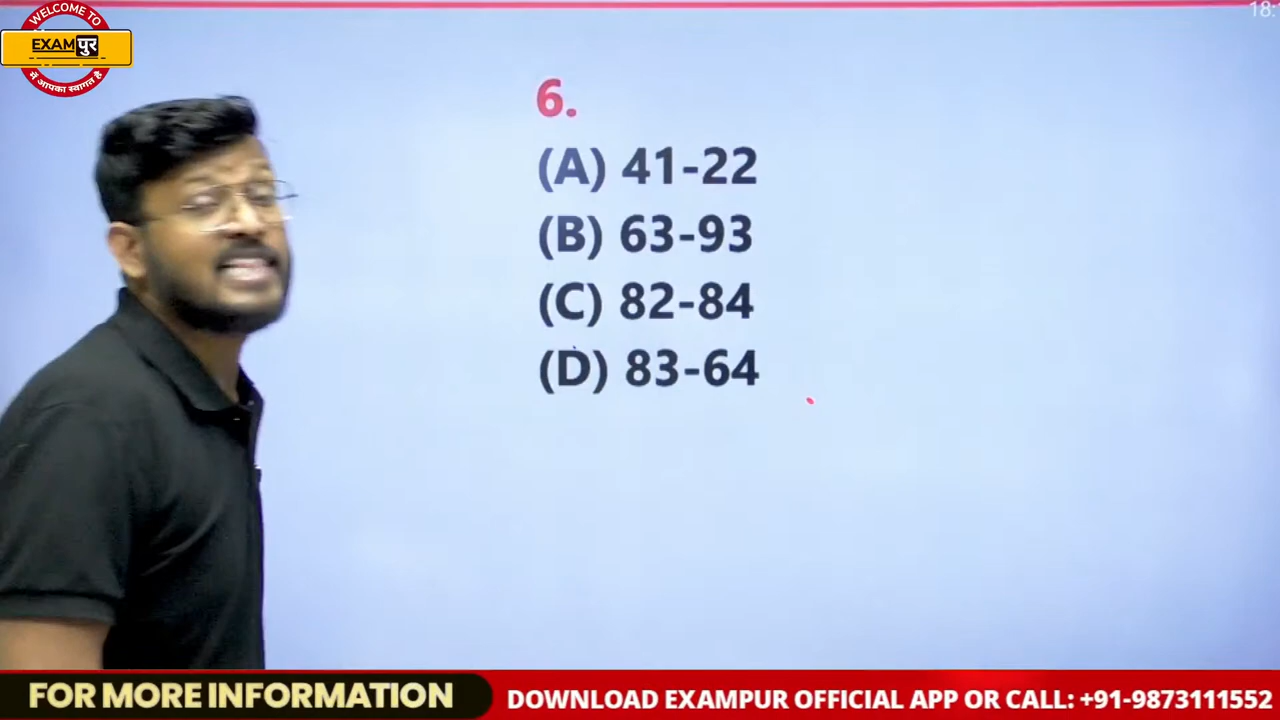 WELCOME TO
EXAMपुर
में आपका स्वागत है
18:
6.
(A) 41-22
(B) 63-93
(C) 82-84
(D) 83-64
FOR MORE INFORMATION
DOWNLOAD EXAMPUR OFFICIAL APP OR CALL: +91-9873111552